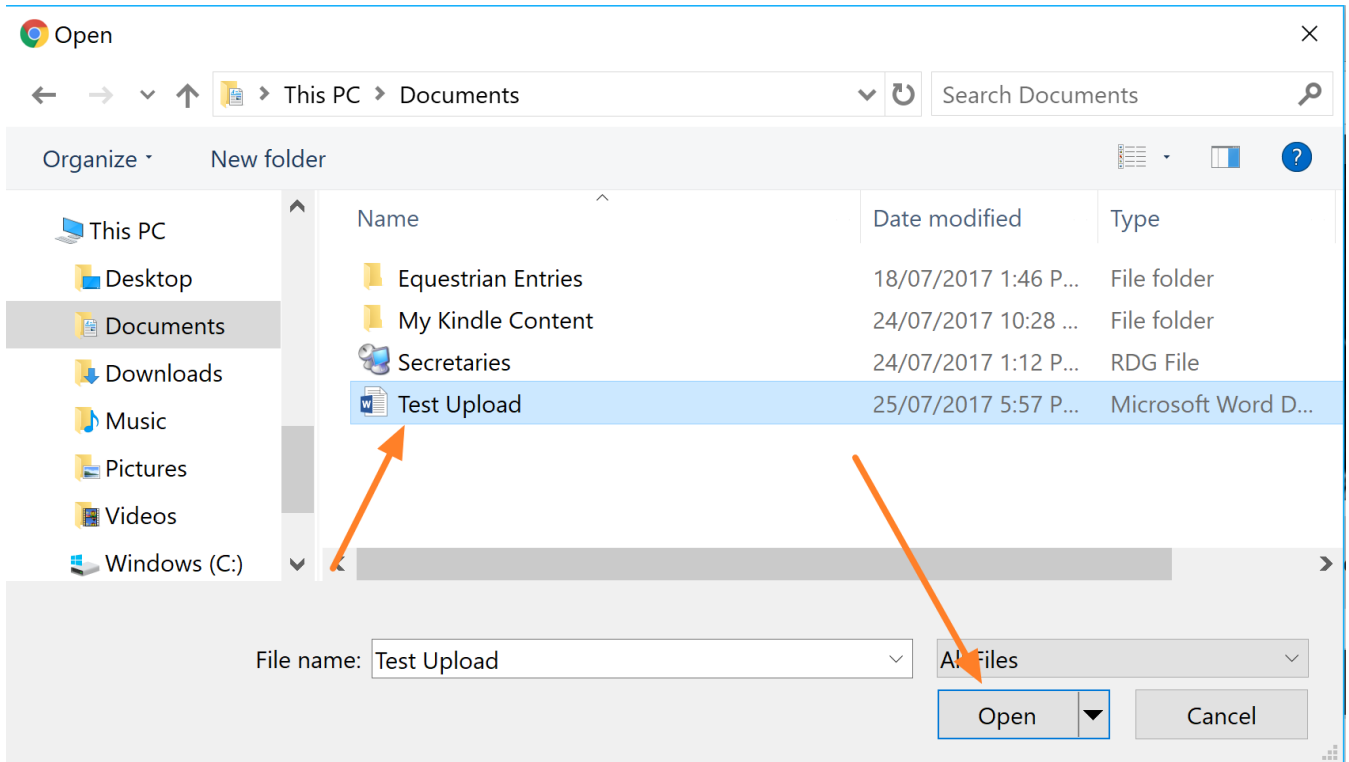 Open
This PC Documents Search Documents
Organize New folder ?
Name Date modified Type
This PC
Desktop
Documents
Downloads
Music
Pictures
Videos
Windows (C:)
Equestrian Entries 18/07/2017 1:46 P... File folder
My Kindle Content 24/07/2017 10:28 ... File folder
Secretaries 24/07/2017 1:12 P... RDG File
Test Upload 25/07/2017 5:57 P... Microsoft Word D...
File name: Test Upload All Files
Open Cancel